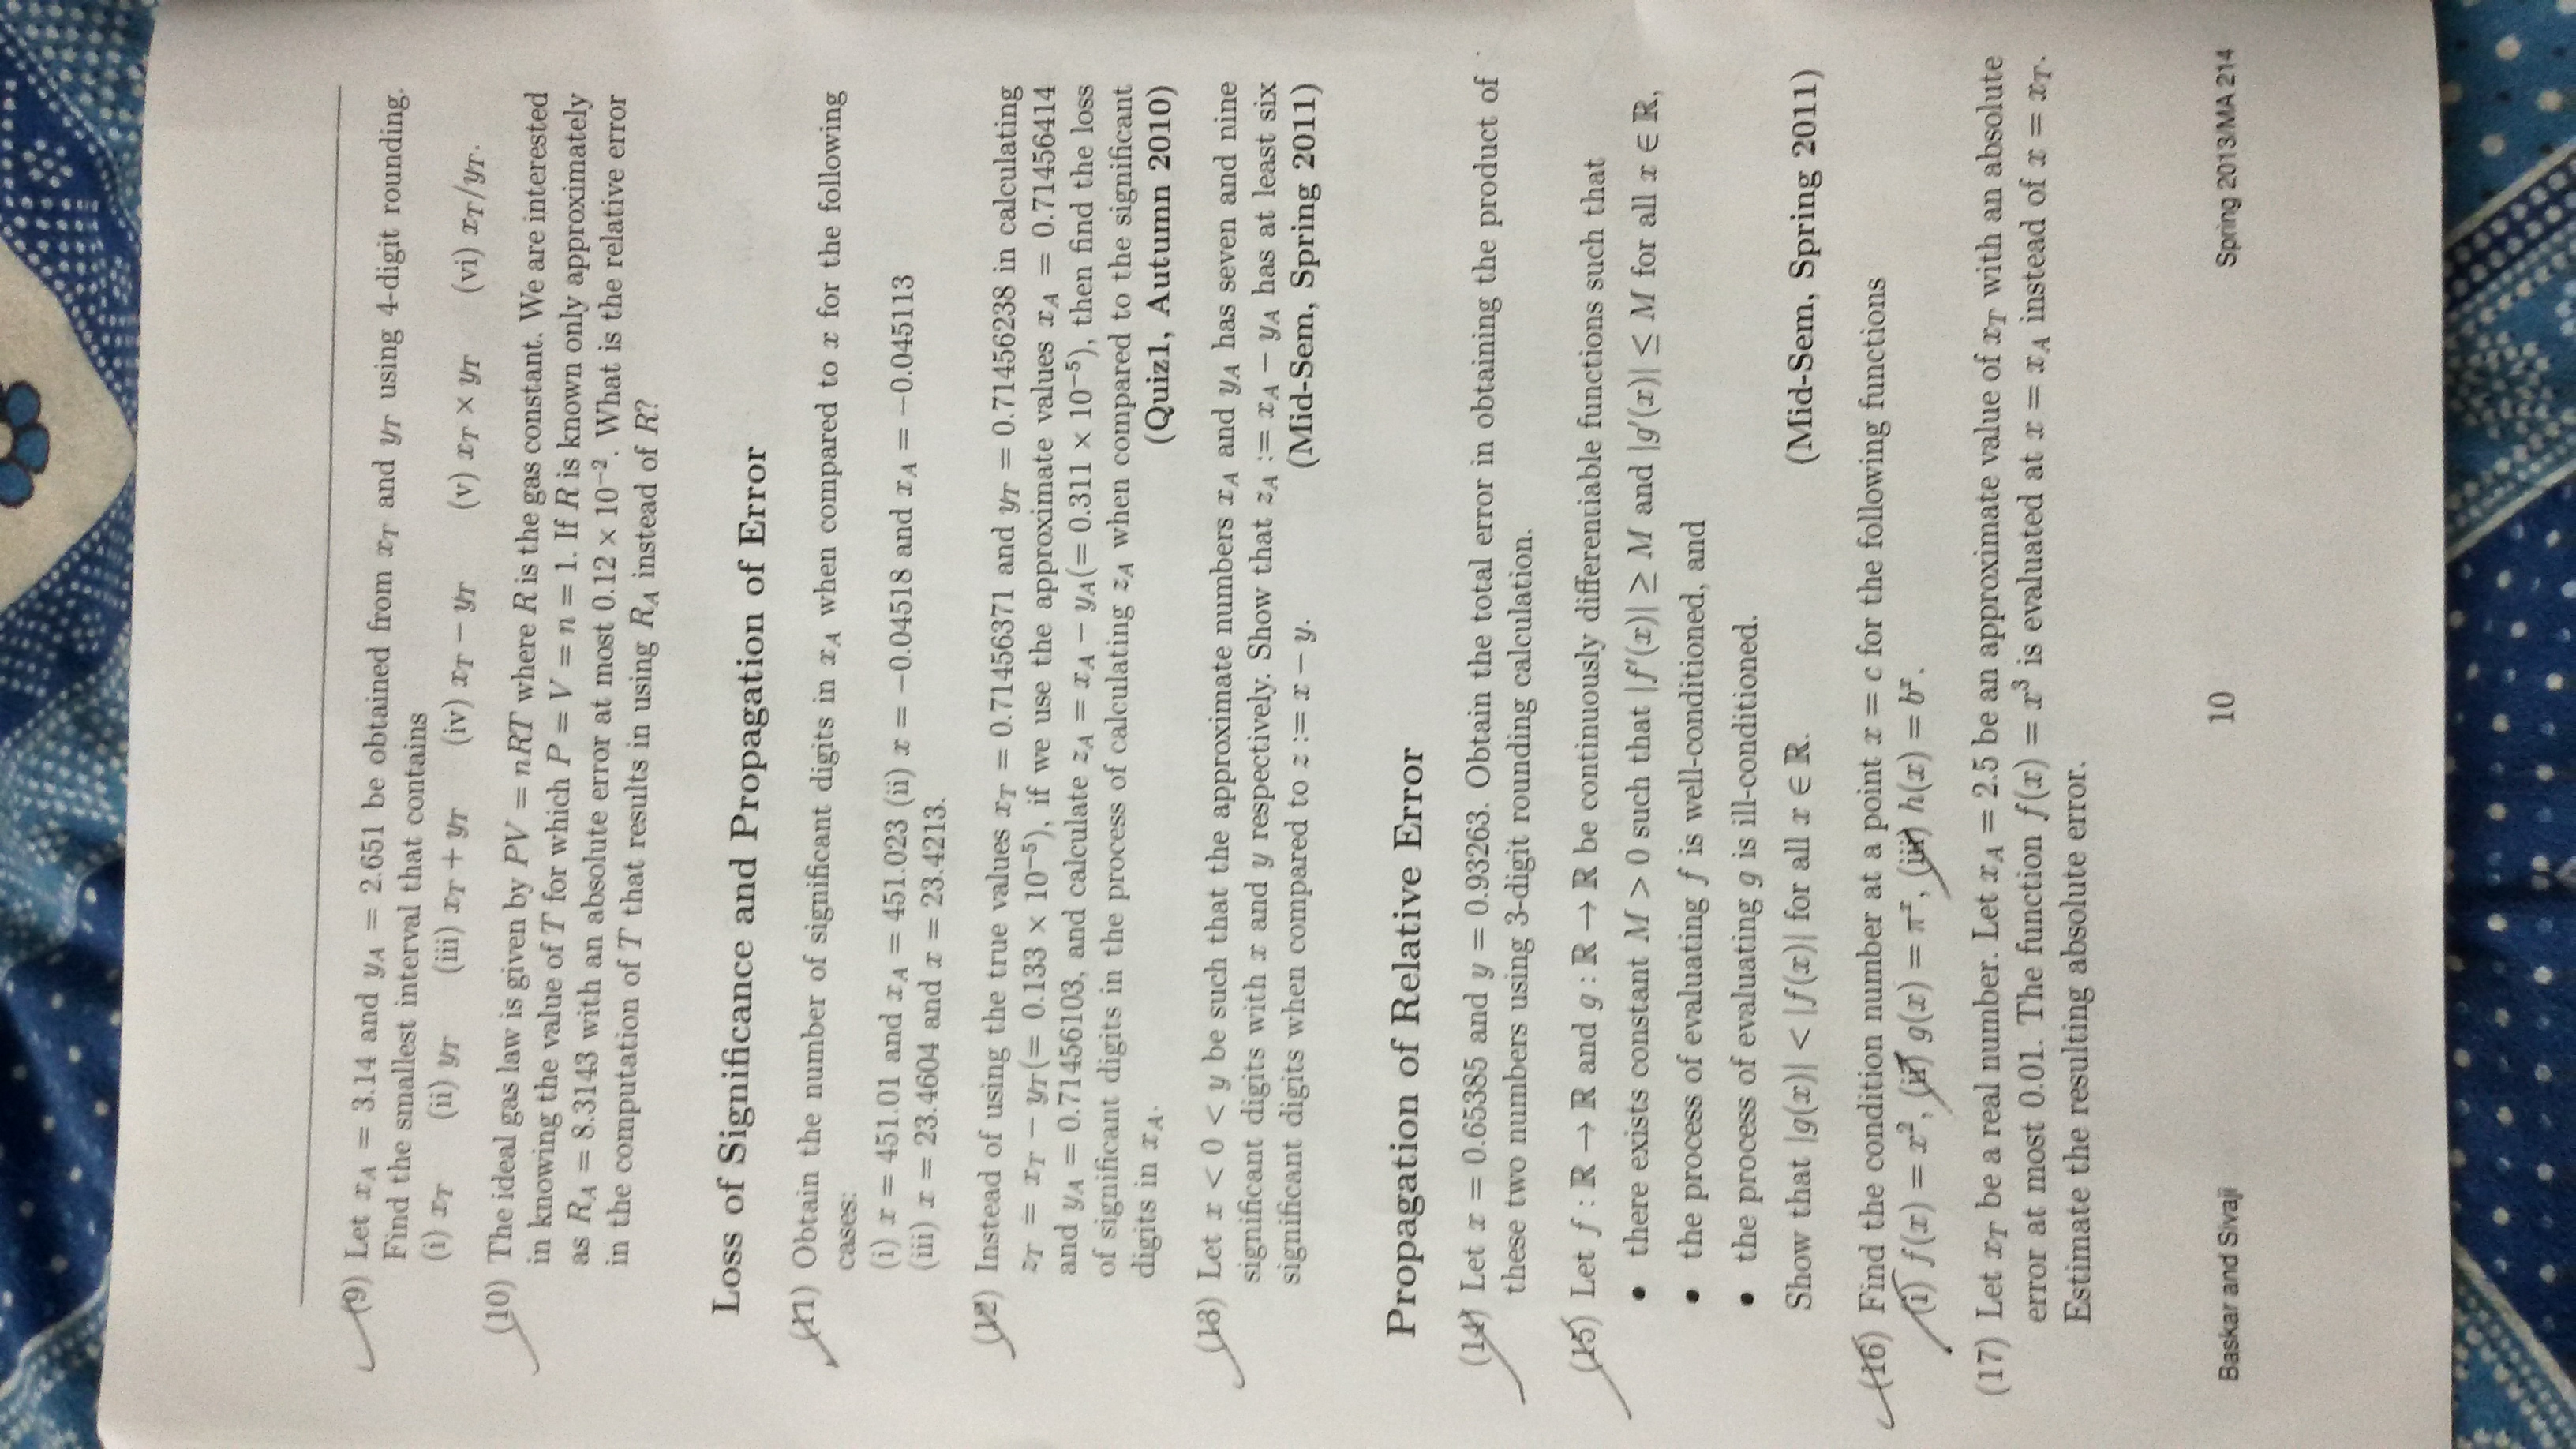 (9) Let x_A = 3.14 and y_A = 2.651 be obtained from x_T and y_T using 4-digit rounding.
Find the smallest interval that contains
(i) x_T (ii) y_T (iii) x_T + y_T (iv) x_T − y_T (v) x_T × y_T (vi) x_T/y_T.
(10) The ideal gas law is given by PV = nRT where R is the gas constant. We are interested
in knowing the value of T for which P = V = n = 1. If R is known only approximately
as R_A = 8.3143 with an absolute error at most 0.12 × 10⁻². What is the relative error
in the computation of T that results in using R_A instead of R?
Loss of Significance and Propagation of Error
(11) Obtain the number of significant digits in x_A when compared to x for the following
cases:
(i) x = 451.01 and x_A = 451.023 (ii) x = −0.04518 and x_A = −0.045113
(iii) x = 23.4604 and x = 23.4213.
(12) Instead of using the true values x_T = 0.71456371 and y_T = 0.71456238 in calculating
z_T = x_T − y_T(= 0.133 × 10⁻⁵), if we use the approximate values x_A = 0.71456414
and y_A = 0.71456103, and calculate z_A = x_A − y_A(= 0.311 × 10⁻⁵), then find the loss
of significant digits in the process of calculating z_A when compared to the significant
digits in x_A. (Quiz1, Autumn 2010)
(13) Let x < 0 < y be such that the approximate numbers x_A and y_A has seven and nine
significant digits with x and y respectively. Show that z_A := x_A − y_A has at least six
significant digits when compared to z := x − y. (Mid-Sem, Spring 2011)
Propagation of Relative Error
(14) Let x = 0.65385 and y = 0.93263. Obtain the total error in obtaining the product of
these two numbers using 3-digit rounding calculation.
(15) Let f : ℝ → ℝ and g : ℝ → ℝ be continuously differentiable functions such that
• there exists constant M > 0 such that |f′(x)| ≥ M and |g′(x)| ≤ M for all x ∈ ℝ,
• the process of evaluating f is well-conditioned, and
• the process of evaluating g is ill-conditioned.
Show that |g(x)| < |f(x)| for all x ∈ ℝ. (Mid-Sem, Spring 2011)
(16) Find the condition number at a point x = c for the following functions
(i) f(x) = x², (ii) g(x) = πˣ, (iii) h(x) = bˣ.
(17) Let x_T be a real number. Let x_A = 2.5 be an approximate value of x_T with an absolute
error at most 0.01. The function f(x) = x³ is evaluated at x = x_A instead of x = x_T.
Estimate the resulting absolute error.
Baskar and Sivaji 10 Spring 2013/MA 214